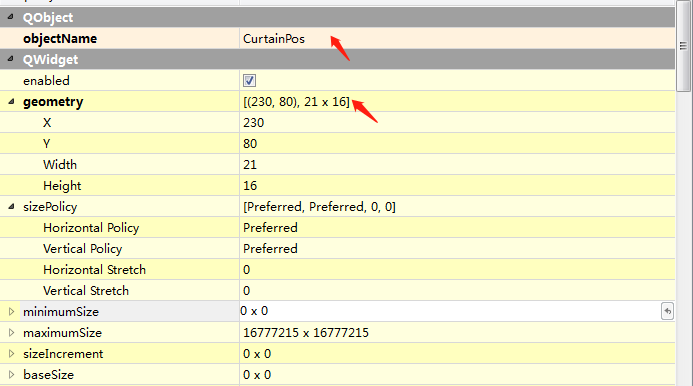 QObject
objectName CurtainPos
QWidget
enabled
geometry [(230, 80), 21 x 16]
X 230
Y 80
Width 21
Height 16
sizePolicy [Preferred, Preferred, 0, 0]
Horizontal Policy Preferred
Vertical Policy Preferred
Horizontal Stretch 0
Vertical Stretch 0
minimumSize 0 x 0
maximumSize 16777215 x 16777215
sizeIncrement 0 x 0
baseSize 0 x 0